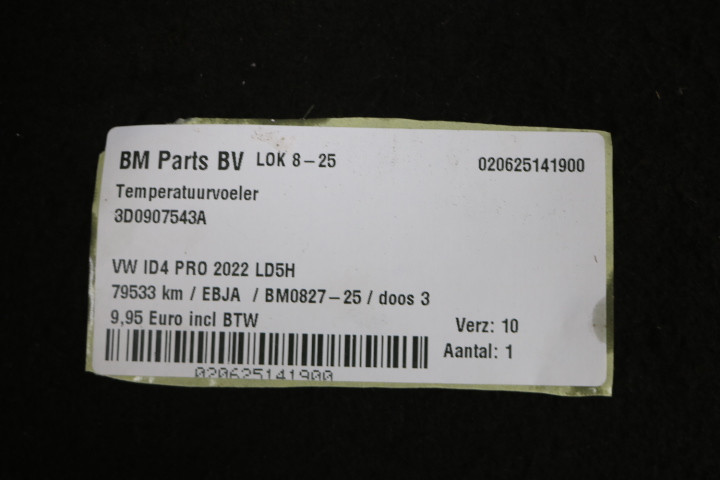 BM Parts BV LOK 8-25 020625141900
Temperatuurvoeler
3D0907543A
VW ID4 PRO 2022 LD5H
79533 km / EBJA / BM0827-25 / doos 3
9,95 Euro incl BTW Verz: 10
Aantal: 1
020625141900